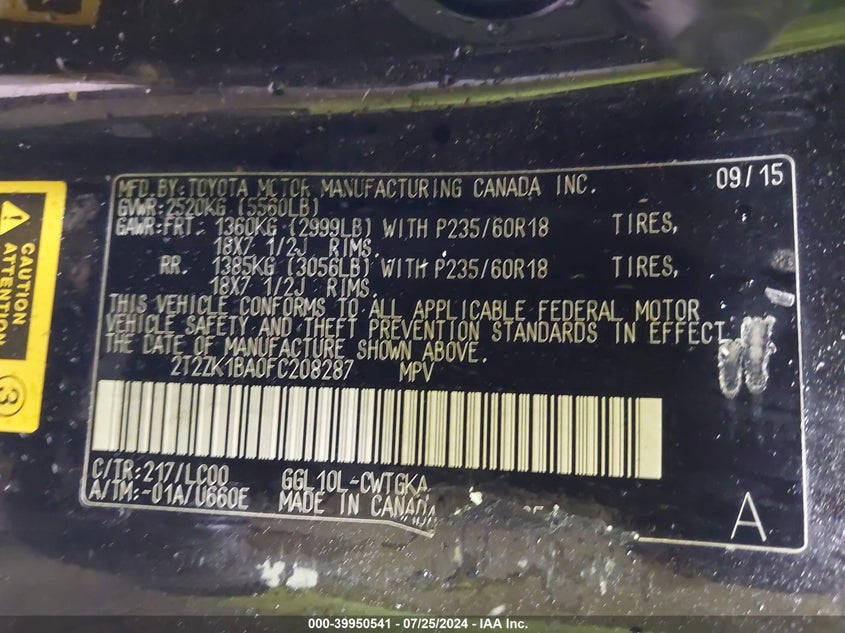 MFD.BY:TOYOTA MOTOR MANUFACTURING CANADA INC. 09/15
GVWR:2520KG (5560LB)
GAWR:FRT. 1360KG (2999LB) WITH P235/60R18 TIRES,
18X7 1/2J RIMS.
RR. 1385KG (3056LB) WITH P235/60R18 TIRES,
18X7 1/2J RIMS.
THIS VEHICLE CONFORMS TO ALL APPLICABLE FEDERAL MOTOR
VEHICLE SAFETY AND THEFT PREVENTION STANDARDS IN EFFECT
THE DATE OF MANUFACTURE SHOWN ABOVE.
2T2ZK1BA0FC208287 MPV
C/TR:217/LC00 GGL10L-CWTGKA
A/TM:-01A/U660E MADE IN CANADA
A
CAUTION
ATTENTION
3
000-39950541 - 07/25/2024 - IAA Inc.